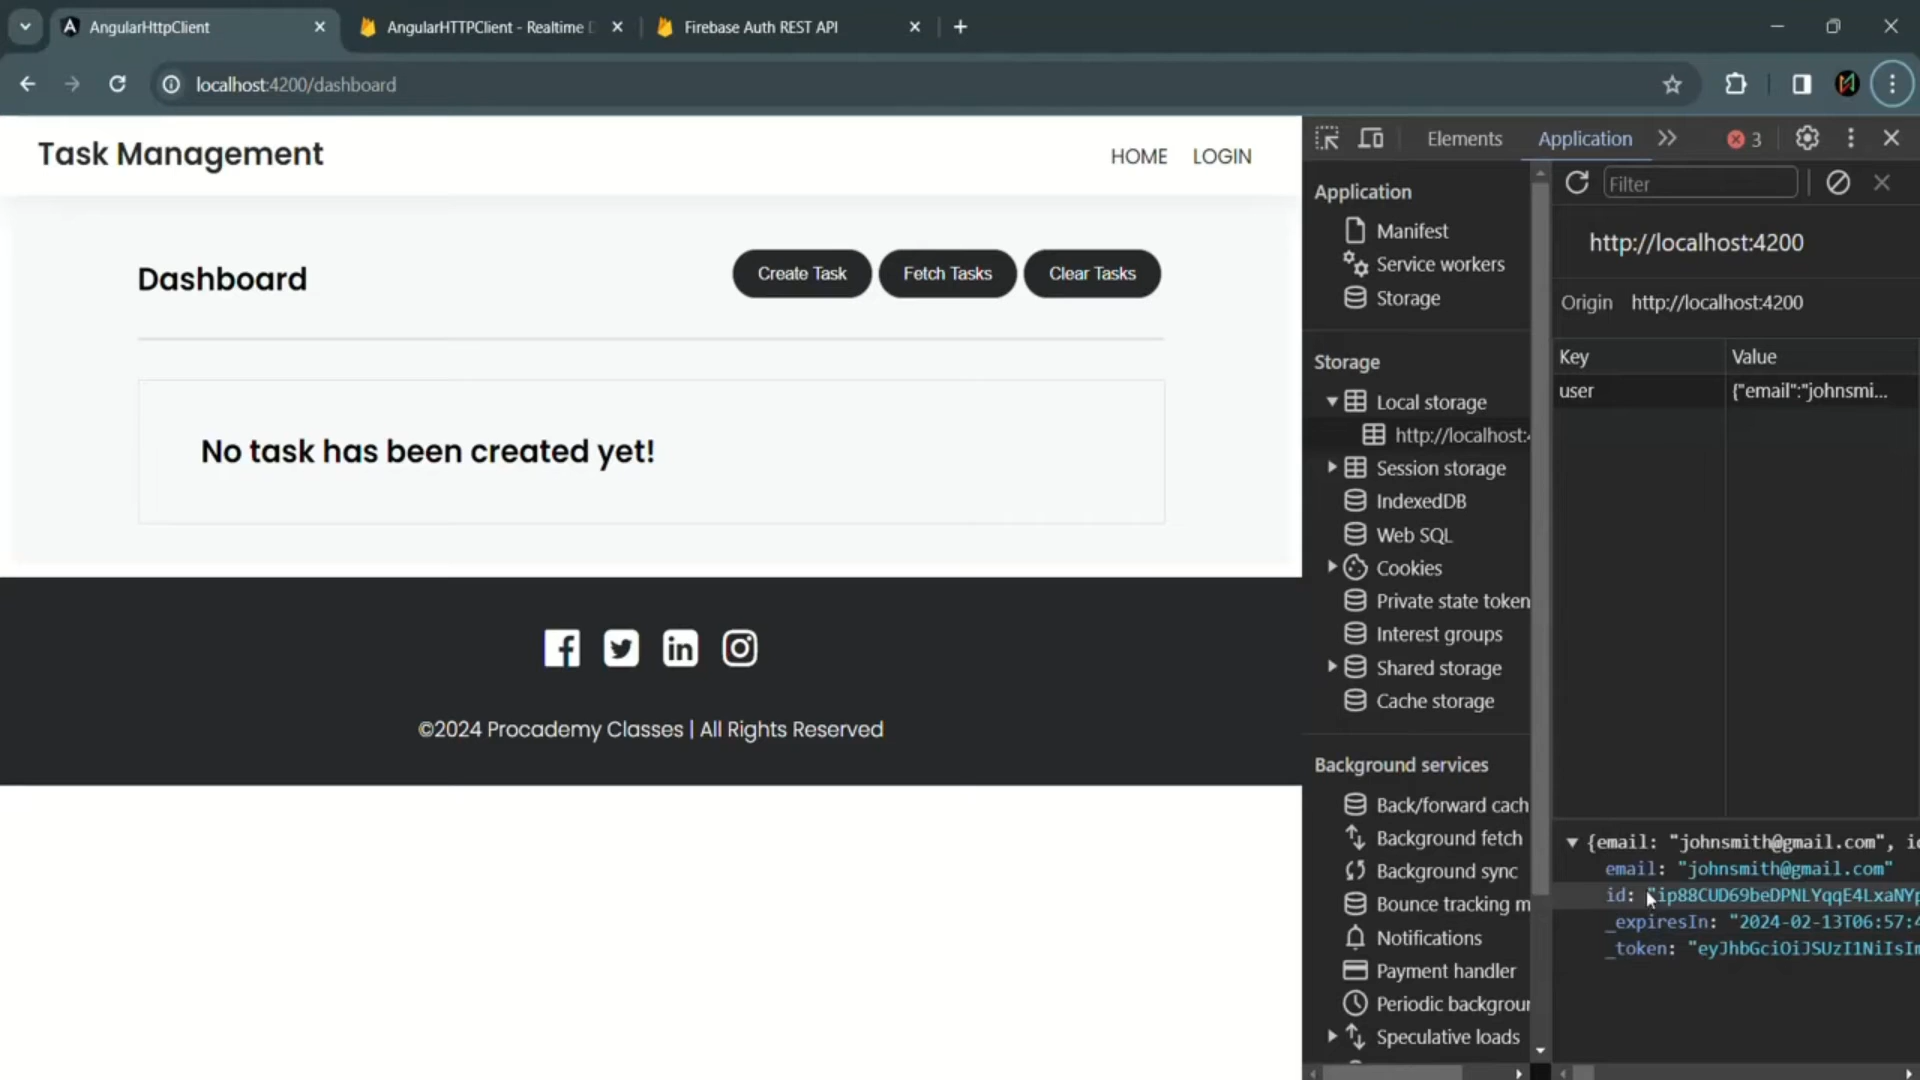 AngularHttpClient
AngularHTTPClient - Realtime
Firebase Auth REST API
localhost:4200/dashboard
Task Management
HOME
LOGIN
Dashboard
Create Task
Fetch Tasks
Clear Tasks
No task has been created yet!
©2024 Procademy Classes | All Rights Reserved
Elements
Application
3
Application
Manifest
Service workers
Storage
Storage
Local storage
http://localhost:4
Session storage
IndexedDB
Web SQL
Cookies
Private state token
Interest groups
Shared storage
Cache storage
Background services
Back/forward cach
Background fetch
Background sync
Bounce tracking m
Notifications
Payment handler
Periodic backgroun
Speculative loads
Filter
http://localhost:4200
Origin http://localhost:4200
Key Value
user {"email":"johnsmi...
{email: "johnsmith@gmail.com", i
email: "johnsmith@gmail.com"
id: "ip88CUD69beDPNLYqqE4LxaNYp
_expiresIn: "2024-02-13T06:57:4
_token: "eyJhbGciOiJSUzI1NiIsIm